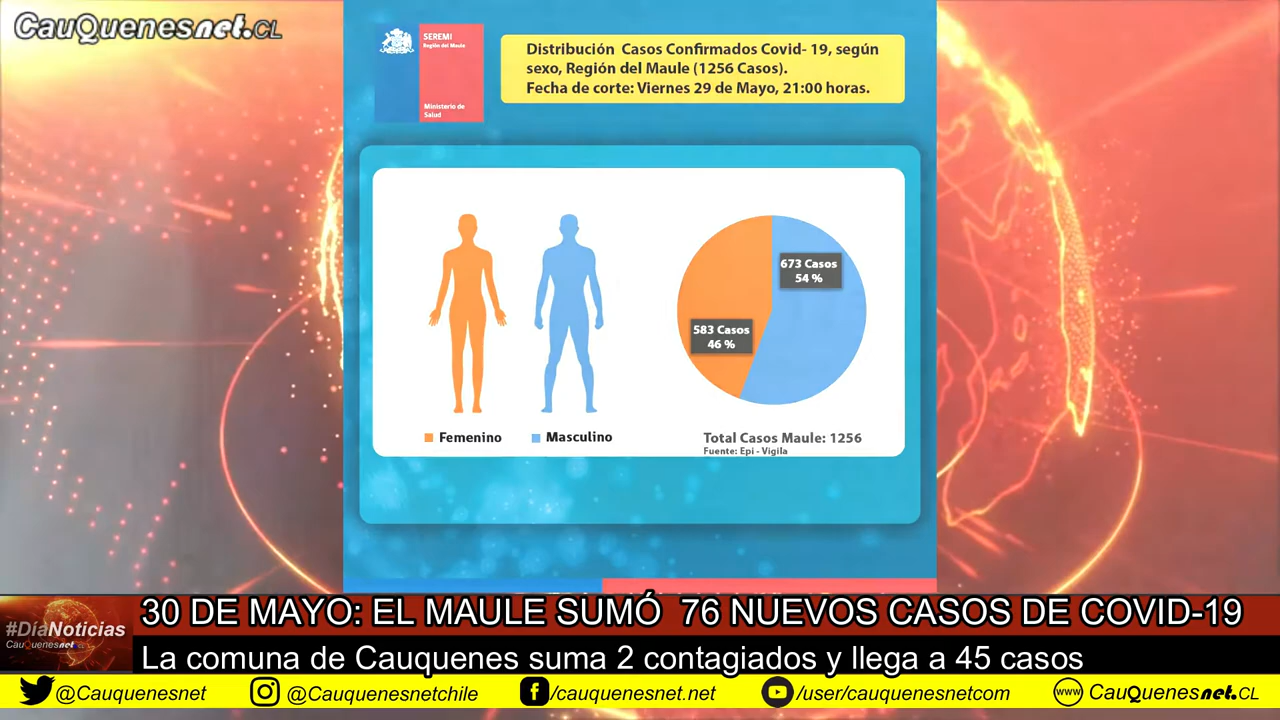 CauQuenesnet.CL
SEREMI
Región del Maule
Ministerio de
Salud
Distribución Casos Confirmados Covid- 19, según
sexo, Región del Maule (1256 Casos).
Fecha de corte: Viernes 29 de Mayo, 21:00 horas.
673 Casos
54 %
583 Casos
46 %
Femenino
Masculino
Total Casos Maule: 1256
Fuente: Epi - Vigila
30 DE MAYO: EL MAULE SUMÓ 76 NUEVOS CASOS DE COVID-19
#DíaNoticias
CauQuenesnet.CL
La comuna de Cauquenes suma 2 contagiados y llega a 45 casos
@Cauquenesnet
@Cauquenesnetchile
/cauquenes.net
/user/cauquenesnetcom
www
CauQuenesnet.CL